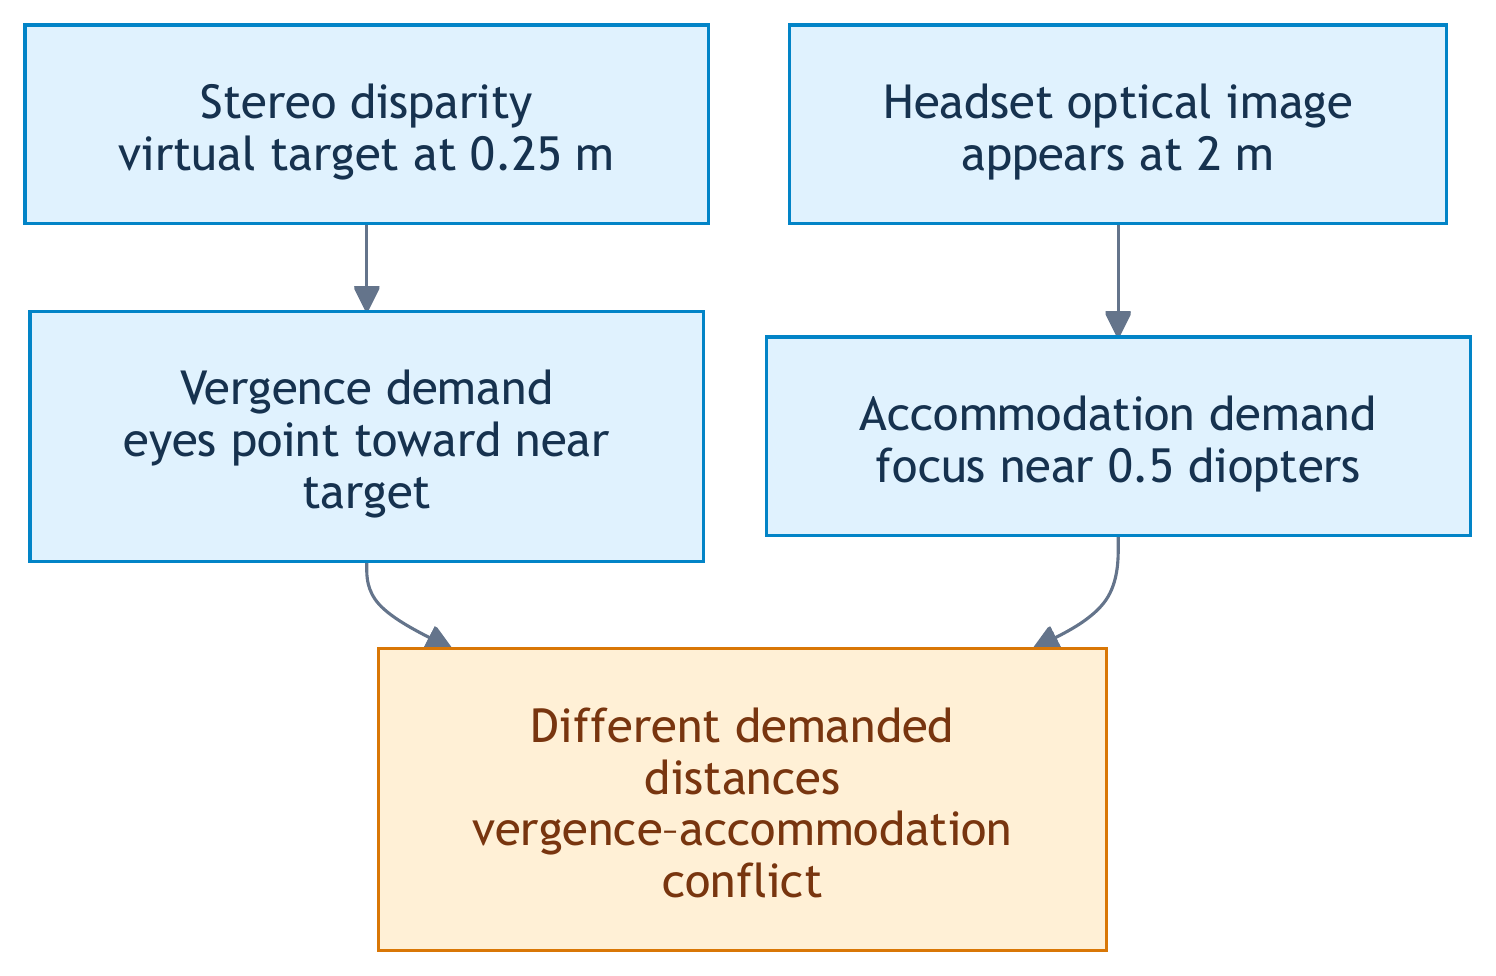 Stereo disparity
virtual target at 0.25 m
Headset optical image
appears at 2 m
Vergence demand
eyes point toward near
target
Accommodation demand
focus near 0.5 diopters
Different demanded
distances
vergence–accommodation
conflict